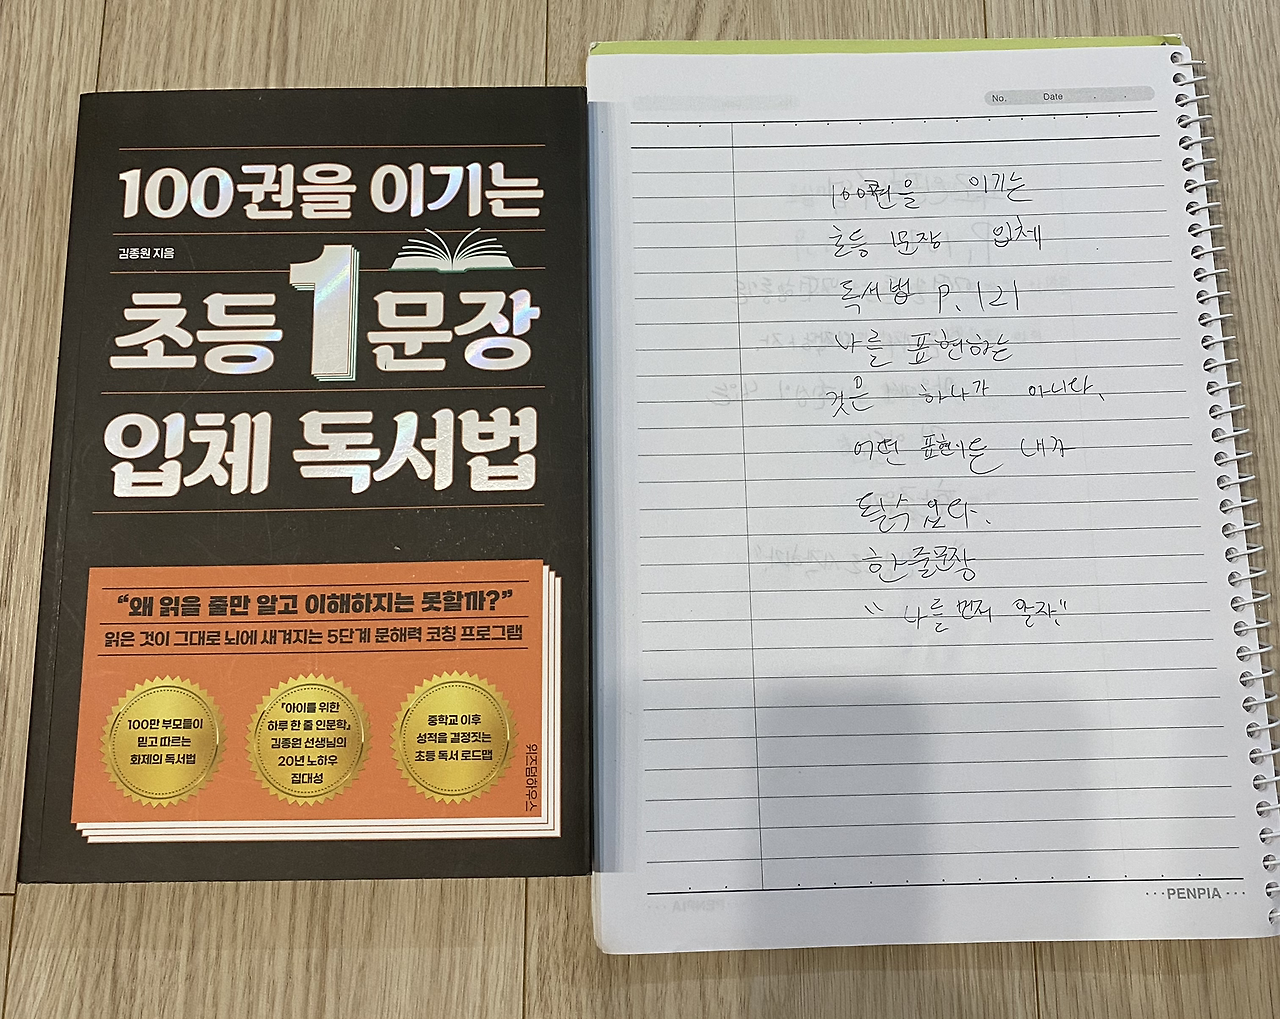 100권을 이기는
김종원 지음
초등 1 문장
입체 독서법
“왜 읽을 줄만 알고 이해하지는 못할까?”
읽은 것이 그대로 뇌에 새겨지는 5단계 문해력 코칭 프로그램
100만 부모들이
믿고 따르는
화제의 독서법
『아이를 위한
하루 한 줄 인문학』
김종원 선생님의
20년 노하우
집대성
중학교 이후
성적을 결정짓는
초등 독서 로드맵
위즈덤하우스
No. Date
100권을 이기는
초등 1문장 입체
독서법 P.121
나를 표현하는
것은 하나가 아니다.
어떤 표현이든 내가
될수 있다.
한줄문장
"나를 먼저 알자."
PENPIA